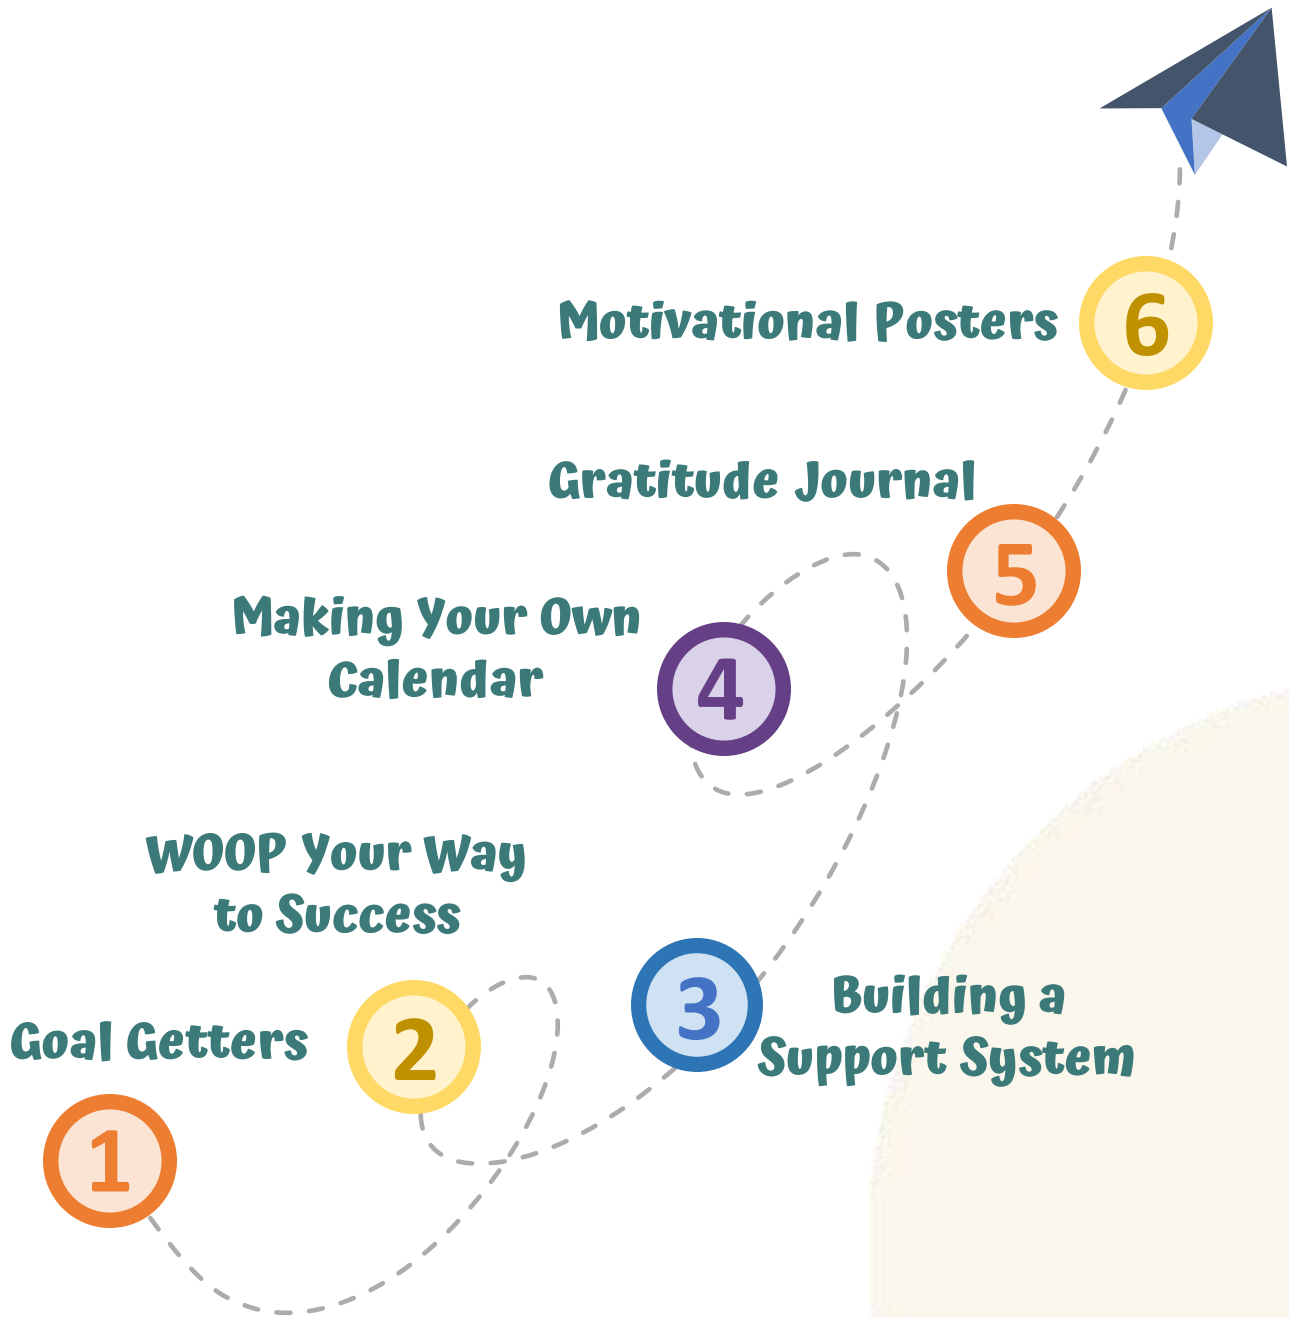 6
Motivational Posters
Gratitude Journal
5
Making Your Own
Calendar
4
WOOP Your Way
to Success
2
3
Building a
Support System
Goal Getters
1